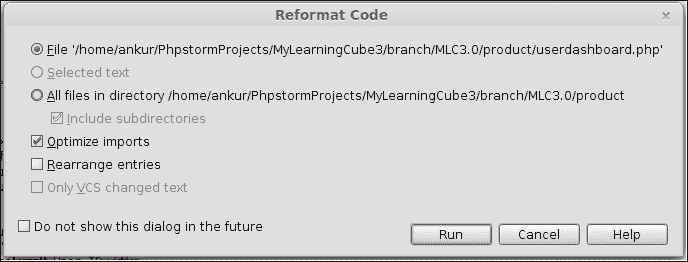 Reformat Code
File '/home/ankur/PhpstormProjects/MyLearningCube3/branch/MLC3.0/product/userdashboard.php'
Selected text
All files in directory /home/ankur/PhpstormProjects/MyLearningCube3/branch/MLC3.0/product
Include subdirectories
Optimize imports
Rearrange entries
Only VCS changed text
Do not show this dialog in the future
Run
Cancel
Help